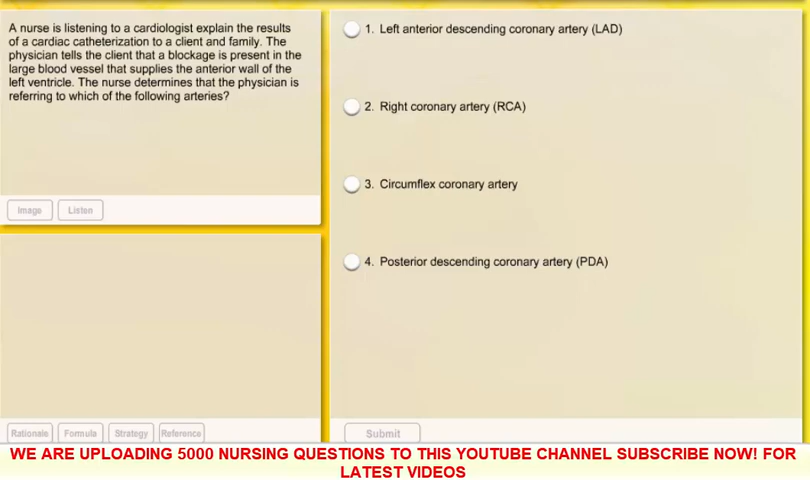 A nurse is listening to a cardiologist explain the results
of a cardiac catheterization to a client and family. The
physician tells the client that a blockage is present in the
large blood vessel that supplies the anterior wall of the
left ventricle. The nurse determines that the physician is
referring to which of the following arteries?
Image
Listen
1. Left anterior descending coronary artery (LAD)
2. Right coronary artery (RCA)
3. Circumflex coronary artery
4. Posterior descending coronary artery (PDA)
Rationale
Formula
Strategy
Reference
Submit
WE ARE UPLOADING 5000 NURSING QUESTIONS TO THIS YOUTUBE CHANNEL SUBSCRIBE NOW! FOR
LATEST VIDEOS